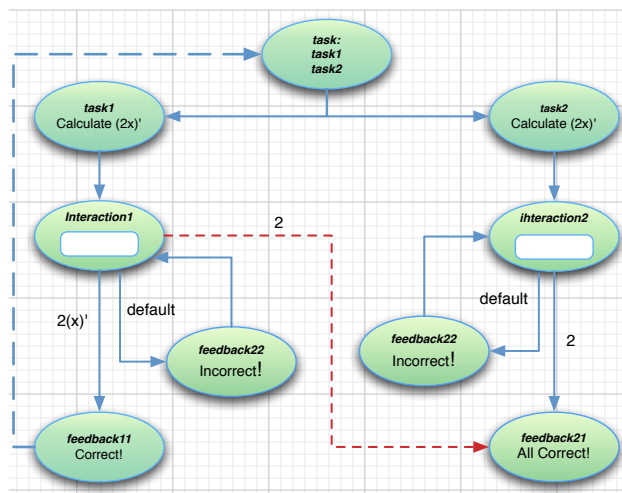 task:
task1
task2
task1
Calculate (2x)'
task2
Calculate (2x)'
Interaction1
ihteraction2
2
default
default
2(x)'
2
feedback22
Incorrect!
feedback22
Incorrect!
feedback11
Correct!
feedback21
All Correct!